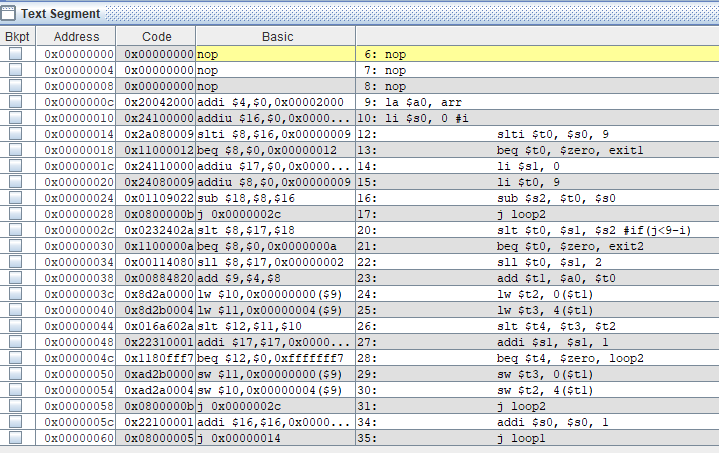 Text Segment
Bkpt Address Code Basic
0x00000000 0x00000000 nop 6: nop
0x00000004 0x00000000 nop 7: nop
0x00000008 0x00000000 nop 8: nop
0x0000000c 0x20042000 addi $4,$0,0x00002000 9: la $a0, arr
0x00000010 0x24100000 addiu $16,$0,0x0000... 10: li $s0, 0 #i
0x00000014 0x2a080009 slti $8,$16,0x00000009 12: slti $t0, $s0, 9
0x00000018 0x11000012 beq $8,$0,0x00000012 13: beq $t0, $zero, exit1
0x0000001c 0x24110000 addiu $17,$0,0x0000... 14: li $s1, 0
0x00000020 0x24080009 addiu $8,$0,0x00000009 15: li $t0, 9
0x00000024 0x01109022 sub $18,$8,$16 16: sub $s2, $t0, $s0
0x00000028 0x0800000b j 0x0000002c 17: j loop2
0x0000002c 0x0232402a slt $8,$17,$18 20: slt $t0, $s1, $s2 #if(j<9-i)
0x00000030 0x1100000a beq $8,$0,0x0000000a 21: beq $t0, $zero, exit2
0x00000034 0x00114080 sll $8,$17,0x00000002 22: sll $t0, $s1, 2
0x00000038 0x00884820 add $9,$4,$8 23: add $t1, $a0, $t0
0x0000003c 0x8d2a0000 lw $10,0x00000000($9) 24: lw $t2, 0($t1)
0x00000040 0x8d2b0004 lw $11,0x00000004($9) 25: lw $t3, 4($t1)
0x00000044 0x016a602a slt $12,$11,$10 26: slt $t4, $t3, $t2
0x00000048 0x22310001 addi $17,$17,0x0000... 27: addi $s1, $s1, 1
0x0000004c 0x1180fff7 beq $12,$0,0xfffffff7 28: beq $t4, $zero, loop2
0x00000050 0xad2b0000 sw $11,0x00000000($9) 29: sw $t3, 0($t1)
0x00000054 0xad2a0004 sw $10,0x00000004($9) 30: sw $t2, 4($t1)
0x00000058 0x0800000b j 0x0000002c 31: j loop2
0x0000005c 0x22100001 addi $16,$16,0x0000... 34: addi $s0, $s0, 1
0x00000060 0x08000005 j 0x00000014 35: j loop1